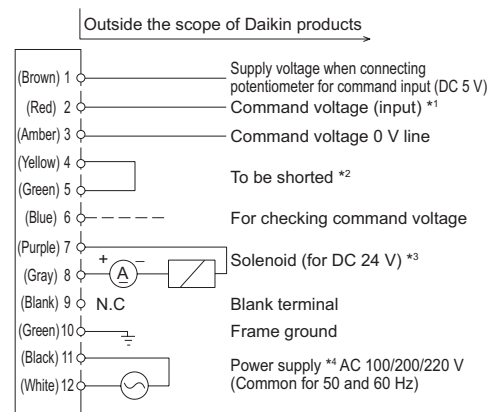 Outside the scope of Daikin products
(Brown) 1 Supply voltage when connecting
potentiometer for command input (DC 5 V)
(Red) 2 Command voltage (input) *1
(Amber) 3 Command voltage 0 V line
(Yellow) 4
To be shorted *2
(Green) 5
(Blue) 6 For checking command voltage
(Purple) 7
Solenoid (for DC 24 V) *3
+ –
(Gray) 8 A
(Blank) 9 N.C Blank terminal
(Green) 10 Frame ground
(Black) 11
Power supply *4 AC 100/200/220 V
(White) 12 (Common for 50 and 60 Hz)